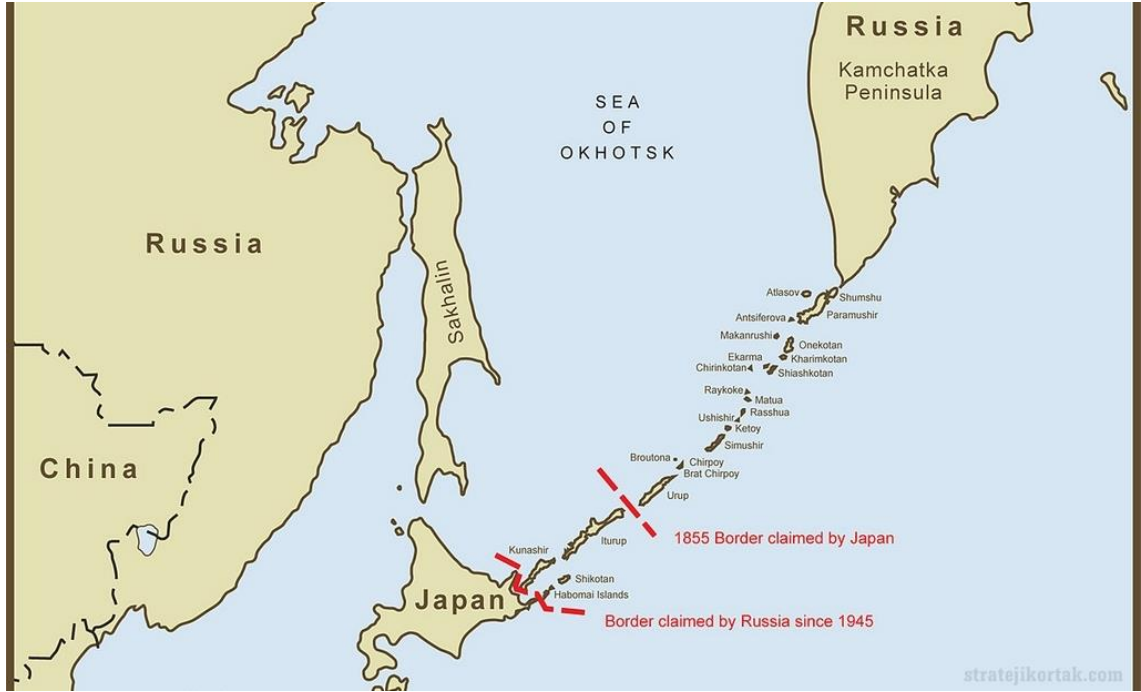 Russia
Kamchatka
Peninsula
SEA
OF
OKHOTSK
Russia
Sakhalin
China
Japan
Atlasov
Shumshu
Paramushir
Antsiferova
Makanrushi
Onekotan
Kharimkotan
Ekarma
Chirinkotan
Shiashkotan
Raykoke
Matua
Rasshua
Ushishir
Ketoy
Simushir
Broutona
Chirpoy
Brat Chirpoy
Urup
1855 Border claimed by Japan
Iturup
Kunashir
Shikotan
Habomai Islands
Border claimed by Russia since 1945
stratejikortak.com